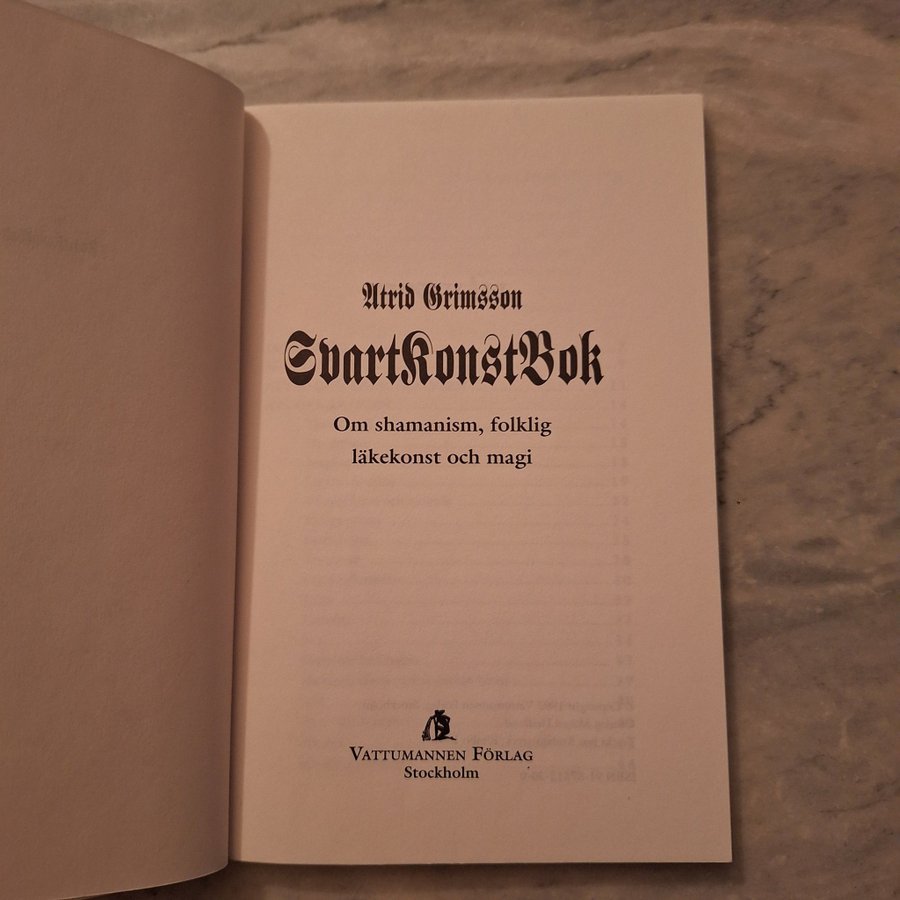 Atrid Grimsson
SvartKonstBok
Om shamanism, folklig
läkekonst och magi
VATTUMANNEN FÖRLAG
Stockholm